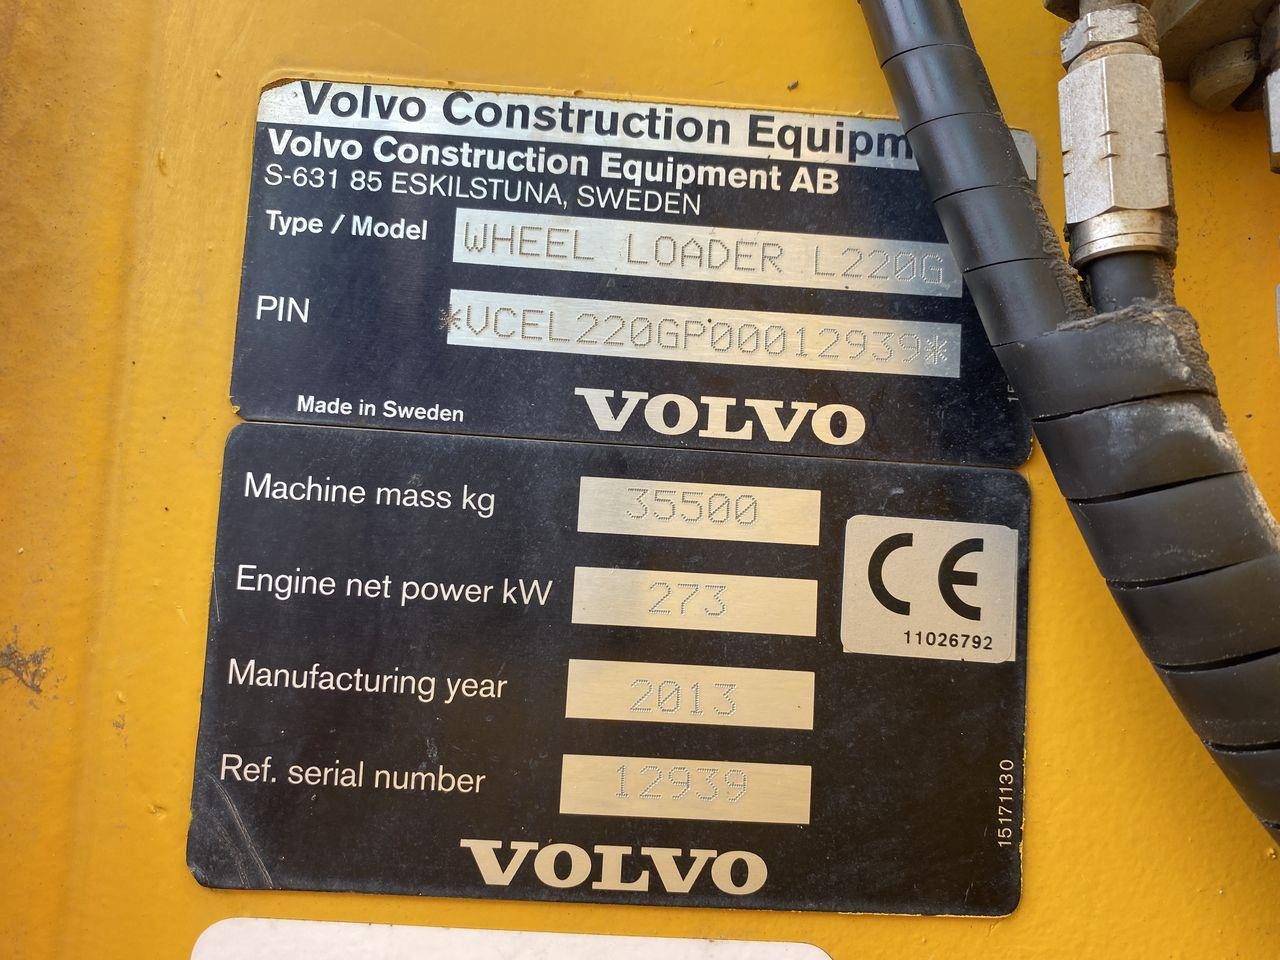 Volvo Construction Equipm
Volvo Construction Equipment AB
S-631 85 ESKILSTUNA, SWEDEN
Type / Model WHEEL LOADER L220G
PIN *VCEL220GP00012939*
Made in Sweden VOLVO
Machine mass kg 35500
Engine net power kW 273
CE
11026792
Manufacturing year 2013
Ref. serial number 12939
15171130
VOLVO